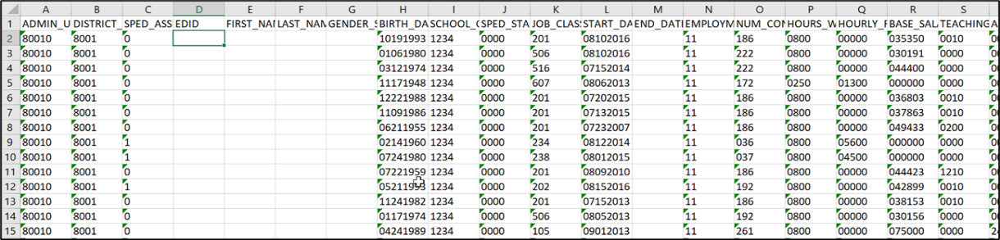 A B C D E F G H I J K L M N O P Q R S
1 ADMIN_U DISTRICT_ SPED_ASS EDID FIRST_NA LAST_NAM GENDER_S BIRTH_DA SCHOOL_C SPED_STA JOB_CLAS START_DA END_DATE EMPLOYM NUM_CON HOURS_W HOURLY_R BASE_SAL TEACHING
2 80010 8001 0 10191993 1234 0000 201 08102016 11 186 0800 00000 035350 0010
3 80010 8001 0 01061980 1234 0000 506 08102016 11 222 0800 00000 030191 0000
4 80010 8001 0 03121974 1234 0000 516 07152014 11 222 0800 00000 044400 0000
5 80010 8001 0 11171948 1234 0000 607 08062013 11 172 0250 01300 000000 0000
6 80010 8001 0 12221988 1234 0000 201 07202015 11 186 0800 00000 036803 0010
7 80010 8001 0 11091986 1234 0000 201 07132015 11 186 0800 00000 037863 0010
8 80010 8001 0 06211955 1234 0000 201 07232007 11 186 0800 00000 049433 0200
9 80010 8001 1 02141960 1234 0000 234 08122014 11 036 0800 05600 000000 0000
10 80010 8001 1 07241980 1234 0000 238 08012015 11 037 0800 04500 000000 0000
11 80010 8001 0 07221959 1234 0000 201 08092010 11 186 0800 00000 044423 1210
12 80010 8001 1 1234 0000 202 08152016 11 192 0800 00000 042899 0010
13 80010 8001 0 11241982 1234 0000 201 07152013 11 186 0800 00000 038153 0010
14 80010 8001 0 01171974 1234 0000 506 08052013 11 192 0800 00000 030156 0000
15 80010 8001 0 04241989 1234 0000 105 09012013 11 261 0800 00000 075000 0000